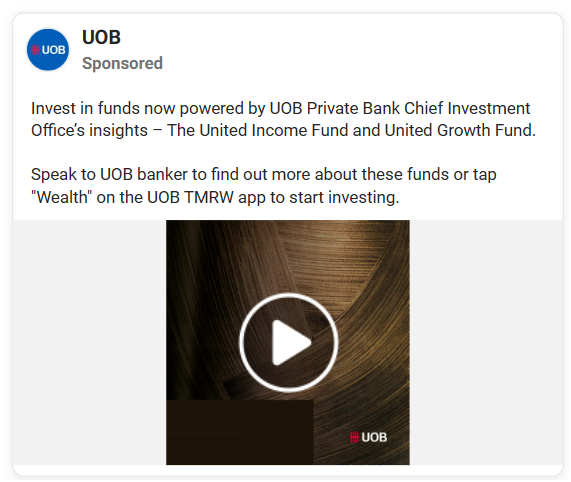 UOB
UOB
Sponsored
Invest in funds now powered by UOB Private Bank Chief Investment
Office’s insights – The United Income Fund and United Growth Fund.
Speak to UOB banker to find out more about these funds or tap
"Wealth" on the UOB TMRW app to start investing.
UOB